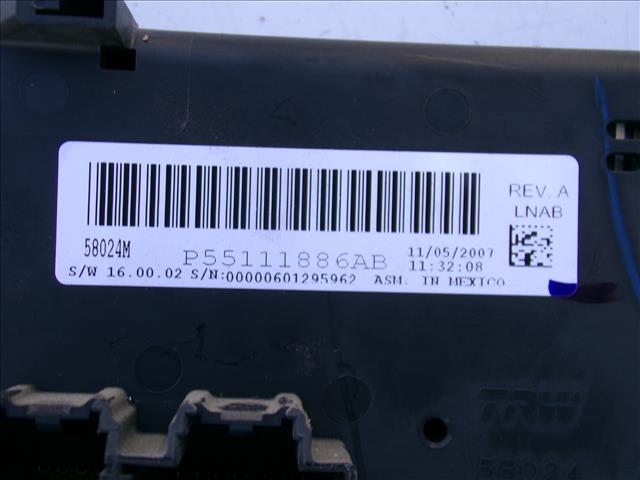 REV. A
LNAB
58024M
P55111886AB
11/05/2007
11:32:08
S/W 16.00.02 S/N:00000601295962 ASM. IN MEXICO
TRW
58024